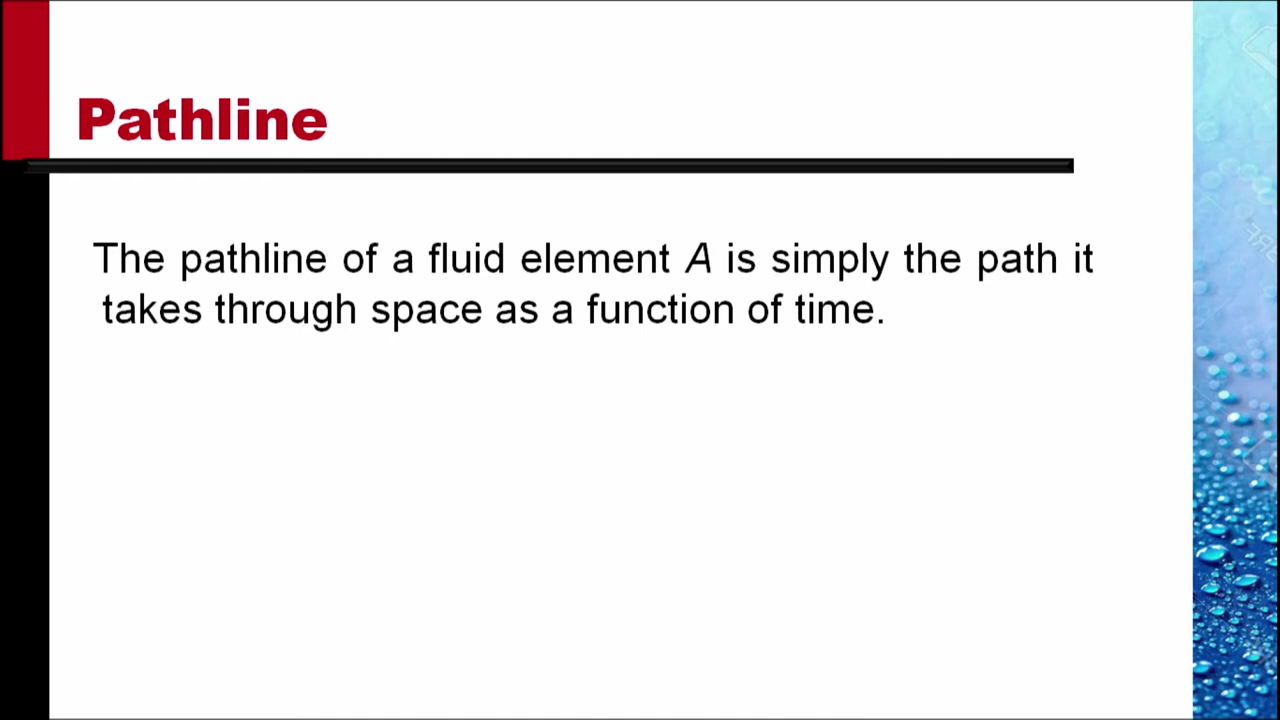 Pathline
The pathline of a fluid element A is simply the path it
takes through space as a function of time.